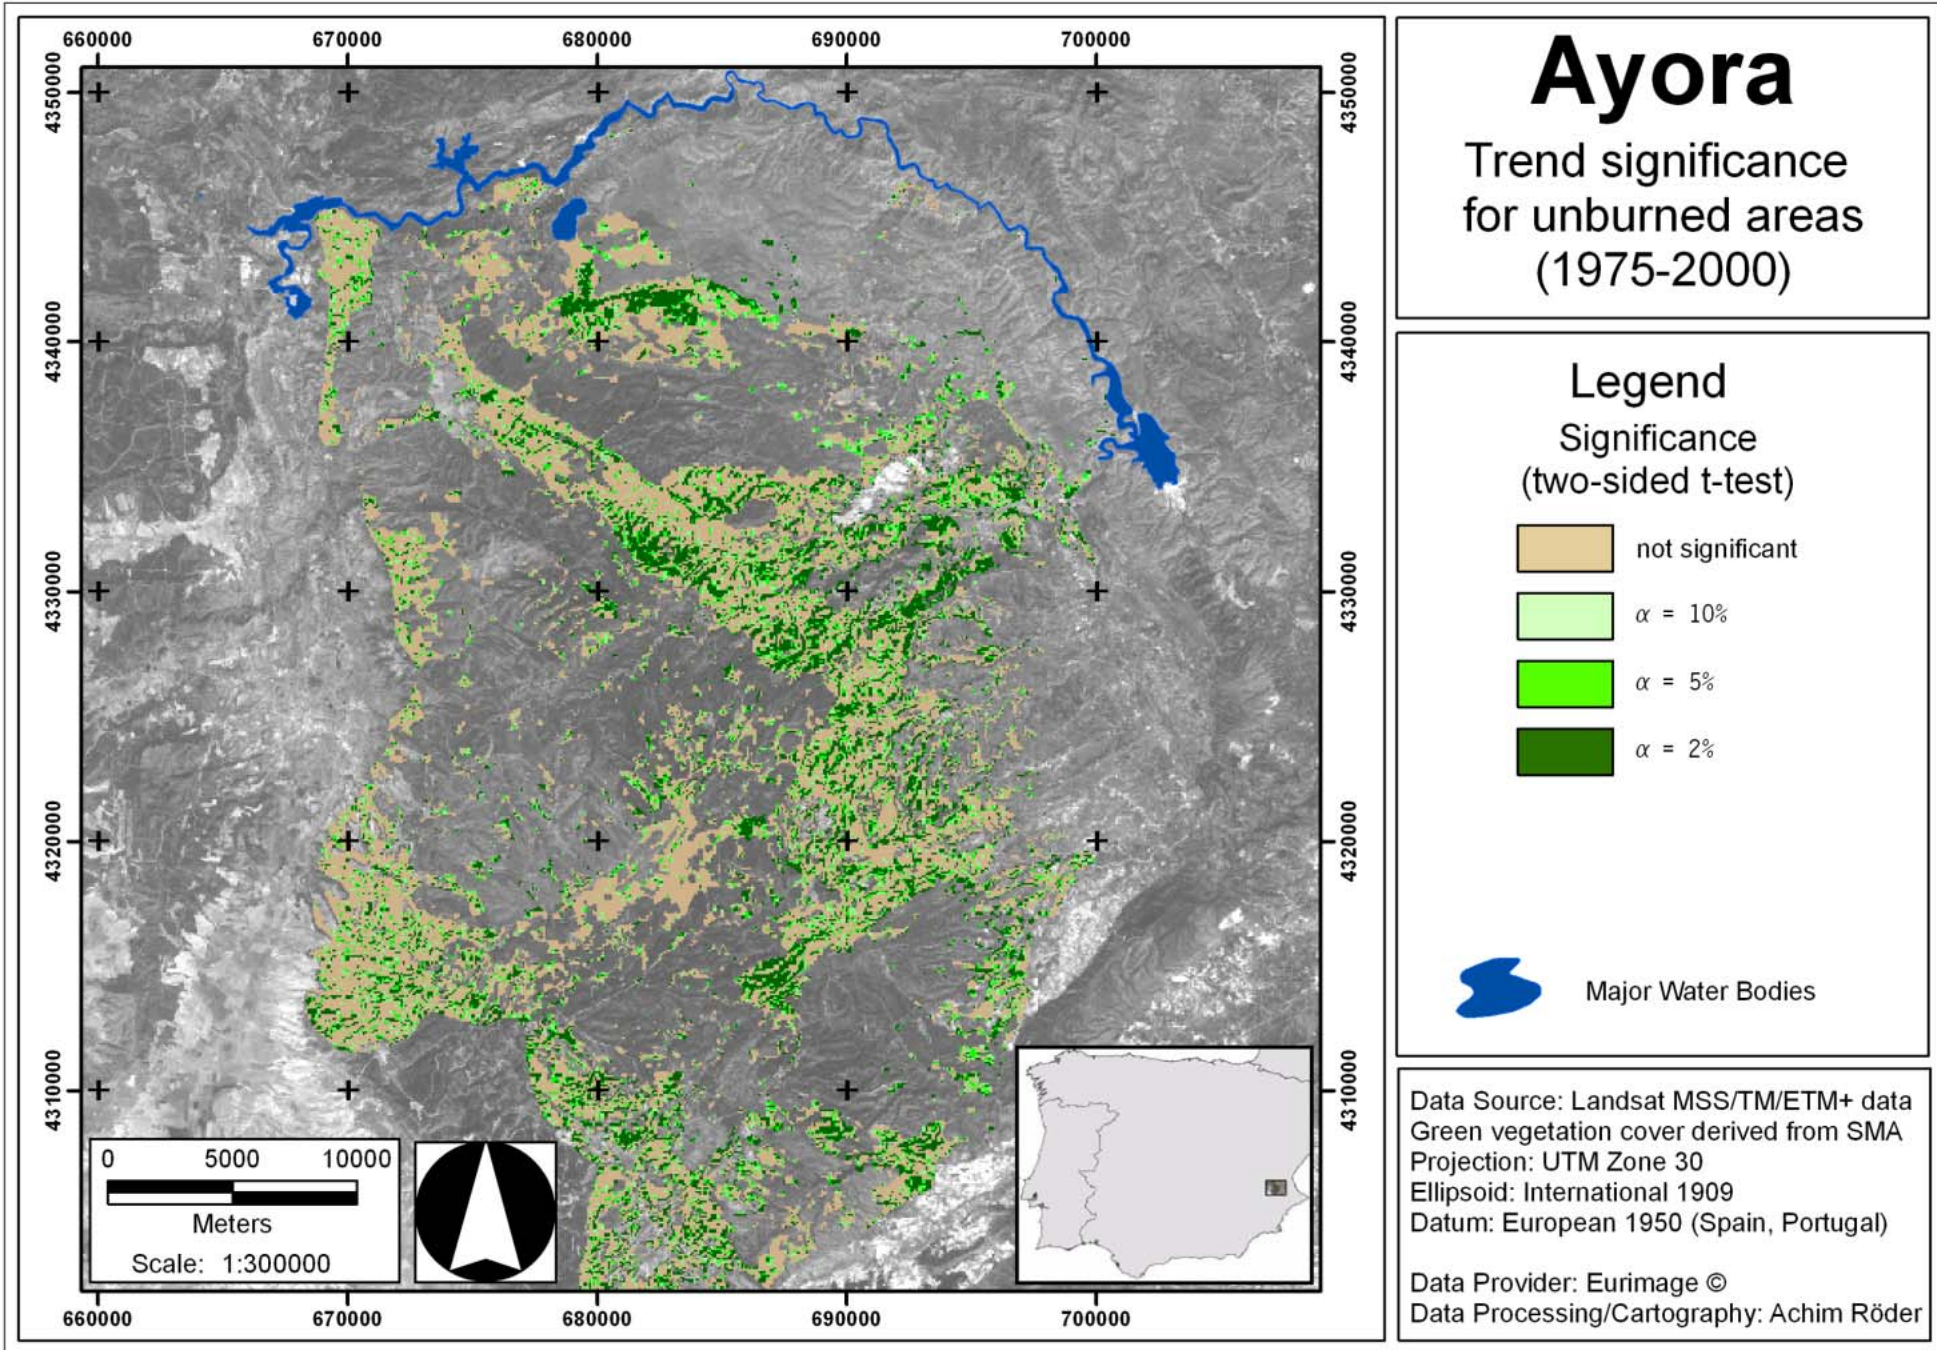 660000 670000 680000 690000 700000
4350000
4340000
4330000
4320000
4310000
4350000
4340000
4330000
4320000
4310000
0 5000 10000
Meters
Scale: 1:300000
660000 670000 680000 690000 700000
Ayora
Trend significance
for unburned areas
(1975-2000)
Legend
Significance
(two-sided t-test)
not significant
α = 10%
α = 5%
α = 2%
Major Water Bodies
Data Source: Landsat MSS/TM/ETM+ data
Green vegetation cover derived from SMA
Projection: UTM Zone 30
Ellipsoid: International 1909
Datum: European 1950 (Spain, Portugal)
Data Provider: Eurimage ©
Data Processing/Cartography: Achim Röder